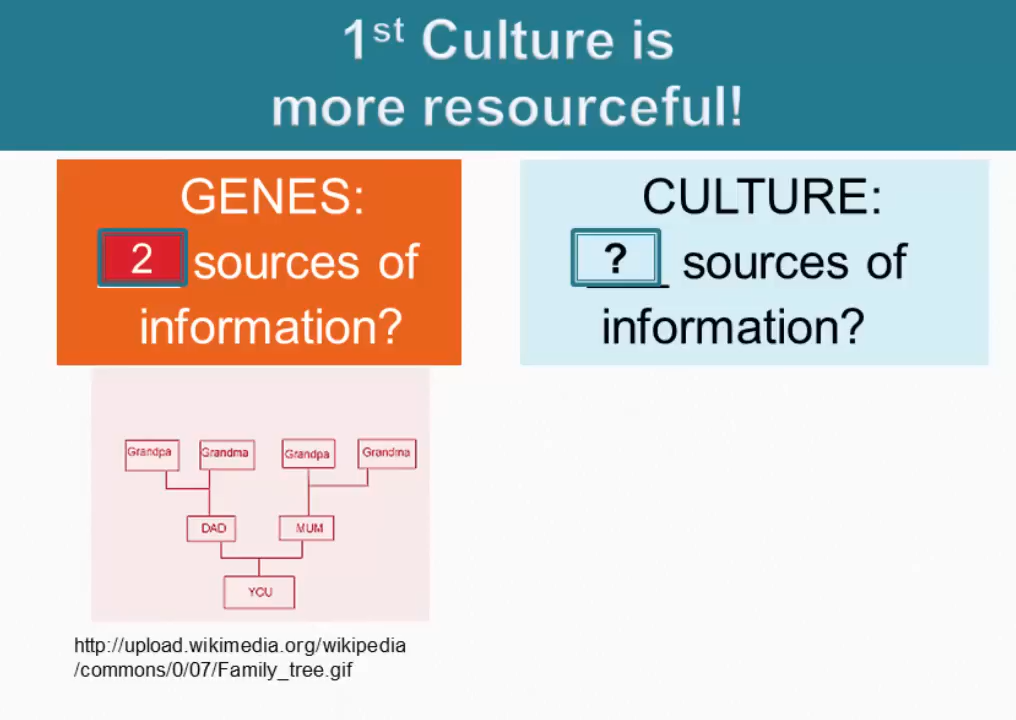 1st Culture is
more resourceful!
GENES:
2 sources of
information?
CULTURE:
? sources of
information?
Grandpa Grandma Grandpa Grandma
DAD MUM
YOU
http://upload.wikimedia.org/wikipedia
/commons/0/07/Family_tree.gif